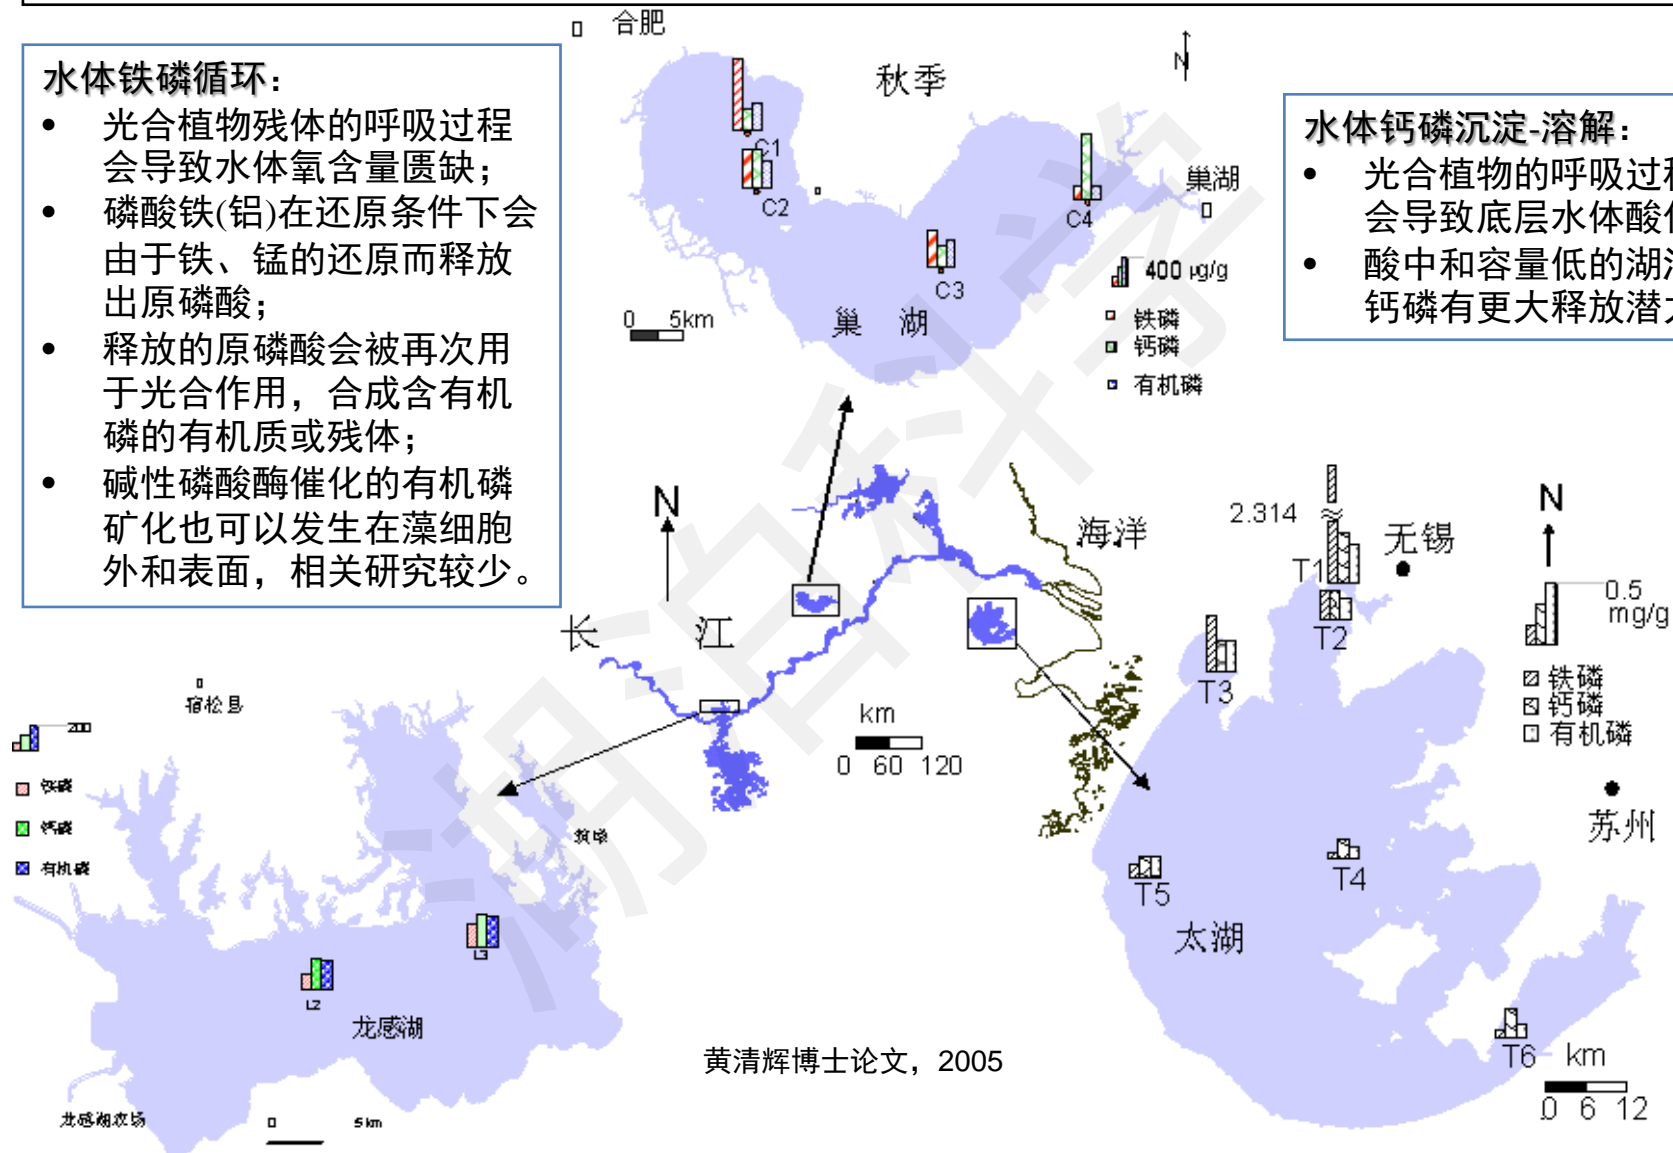 合肥
水体铁磷循环：
• 光合植物残体的呼吸过程
会导致水体氧含量匮缺；
• 磷酸铁(铝)在还原条件下会
由于铁、锰的还原而释放
出原磷酸；
• 释放的原磷酸会被再次用
于光合作用，合成含有机
磷的有机质或残体；
• 碱性磷酸酶催化的有机磷
矿化也可以发生在藻细胞
外和表面，相关研究较少。
秋季
N
C1
C2
C3
C4
巢湖
400 μg/g
铁磷
钙磷
有机磷
0 5km
巢 湖
水体钙磷沉淀-溶解：
• 光合植物的呼吸过
会导致底层水体酸
• 酸中和容量低的湖
钙磷有更大释放潜
N
长 江
海洋
km
0 60 120
2.314
无锡
T1
T2
T3
T4
T5
T6
N
0.5
mg/g
铁磷
钙磷
有机磷
苏州
太湖
km
0 6 12
宿松县
200
铁磷
钙磷
有机磷
L3
L2
龙感湖
龙感湖农场
5km
黄清辉博士论文，2005
湖泊科学